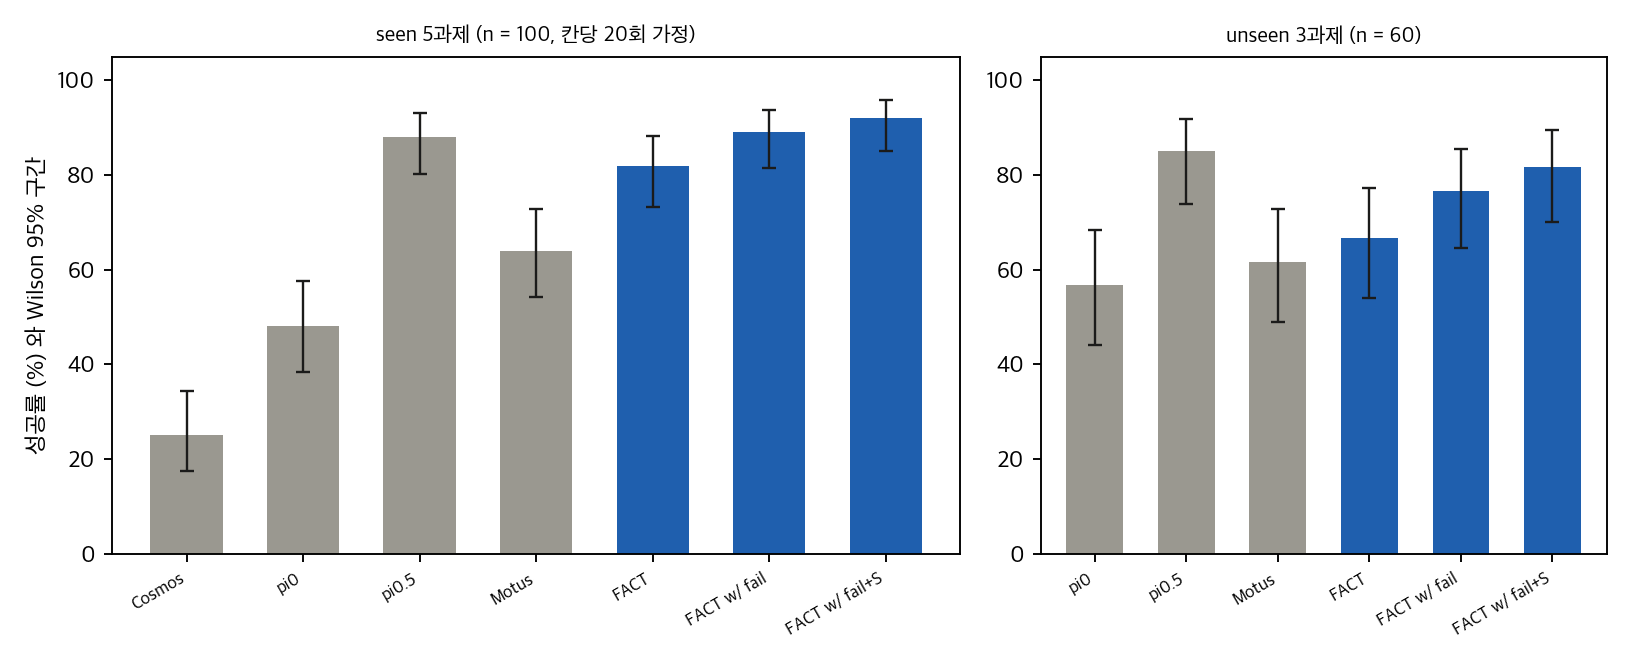 seen 5과제 (n = 100, 칸당 20회 가정)
성공률 (%) 와 Wilson 95% 구간
100
80
60
40
20
0
Cosmos
pi0
pi0.5
Motus
FACT
FACT w/ fail
FACT w/ fail+S
unseen 3과제 (n = 60)
100
80
60
40
20
0
pi0
pi0.5
Motus
FACT
FACT w/ fail
FACT w/ fail+S